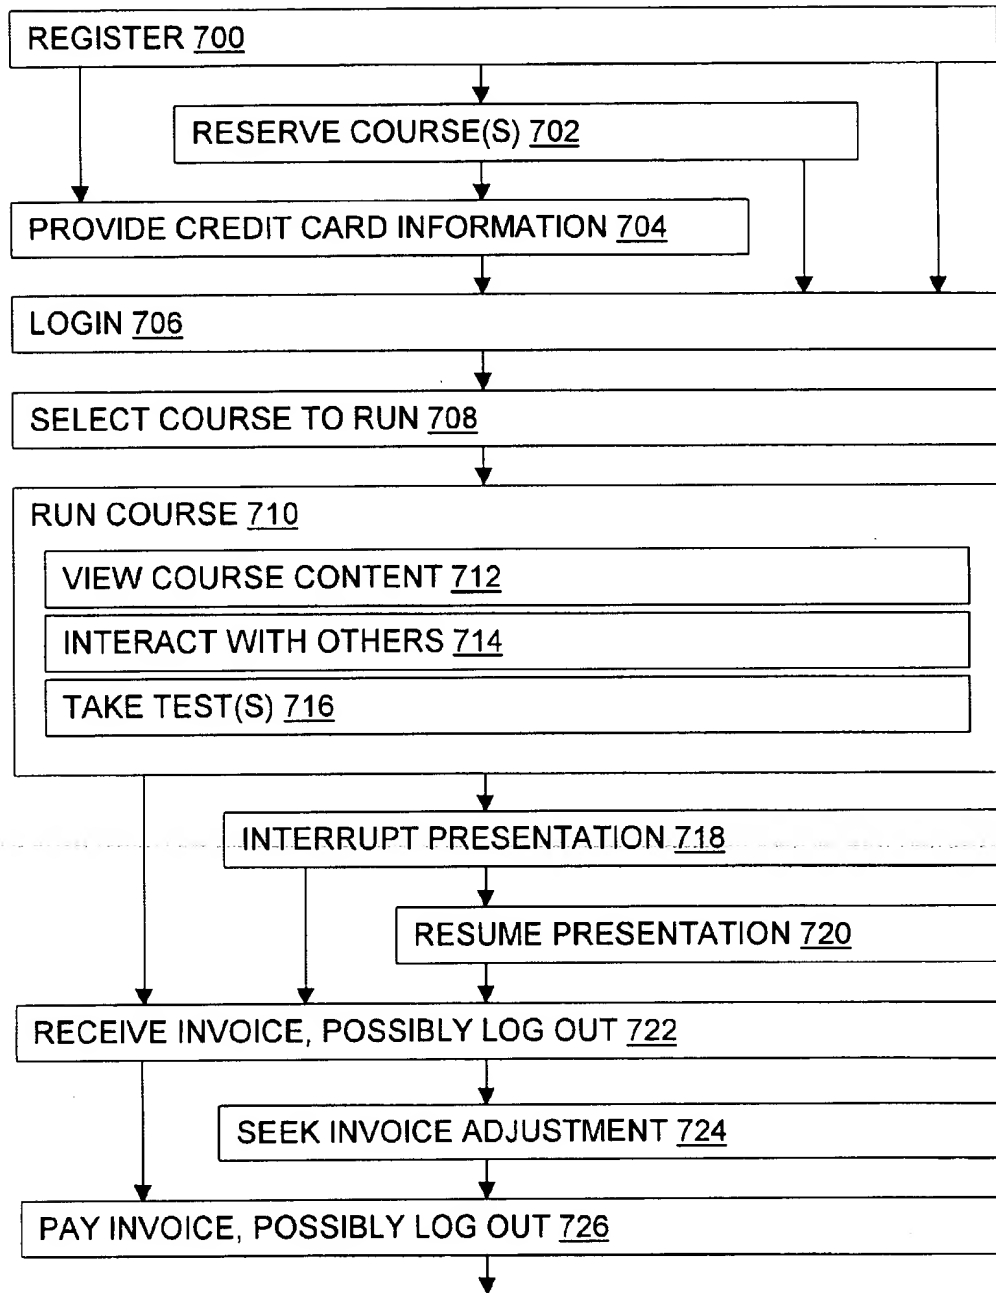 REGISTER 700
RESERVE COURSE(S) 702
PROVIDE CREDIT CARD INFORMATION 704
LOGIN 706
SELECT COURSE TO RUN 708
RUN COURSE 710
VIEW COURSE CONTENT 712
INTERACT WITH OTHERS 714
TAKE TEST(S) 716
INTERRUPT PRESENTATION 718
RESUME PRESENTATION 720
RECEIVE INVOICE, POSSIBLY LOG OUT 722
SEEK INVOICE ADJUSTMENT 724
PAY INVOICE, POSSIBLY LOG OUT 726